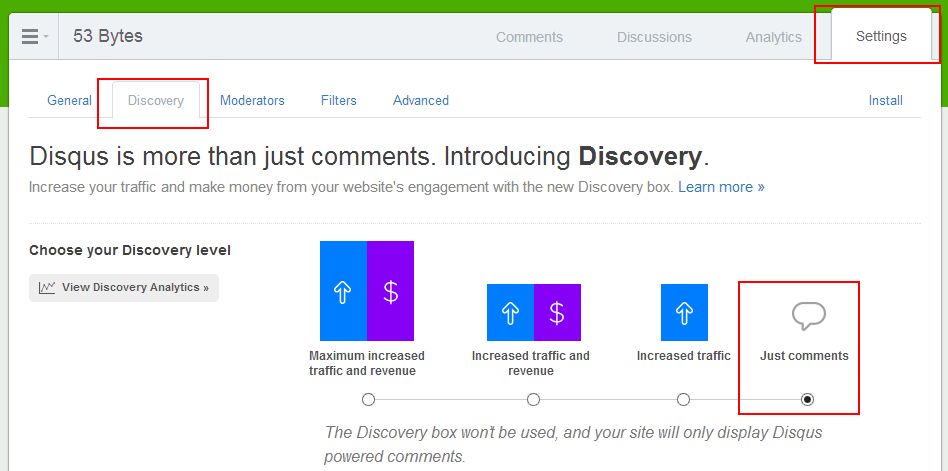 53 Bytes
Comments
Discussions
Analytics
Settings
General
Discovery
Moderators
Filters
Advanced
Install
Disqus is more than just comments. Introducing Discovery.
Increase your traffic and make money from your website's engagement with the new Discovery box. Learn more »
Choose your Discovery level
View Discovery Analytics »
$
$
Maximum increased
traffic and revenue
Increased traffic and
revenue
Increased traffic
Just comments
The Discovery box won't be used, and your site will only display Disqus
powered comments.